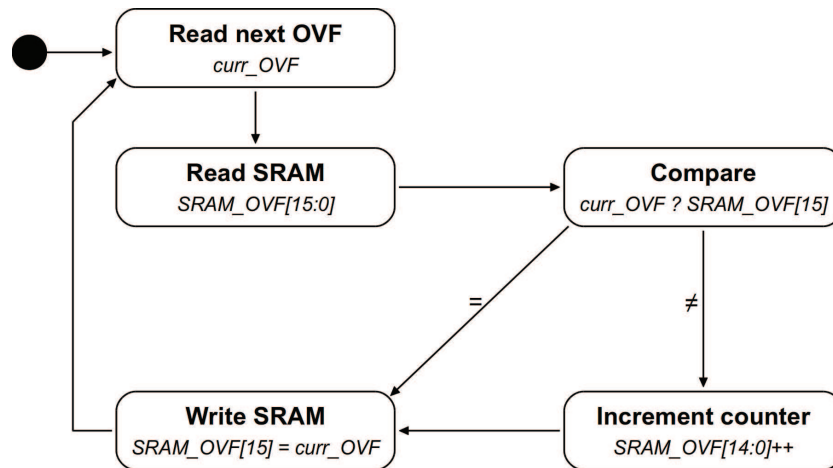 Read next OVF
curr_OVF
Read SRAM
SRAM_OVF[15:0]
Compare
curr_OVF ? SRAM_OVF[15]
=
≠
Write SRAM
SRAM_OVF[15] = curr_OVF
Increment counter
SRAM_OVF[14:0]++